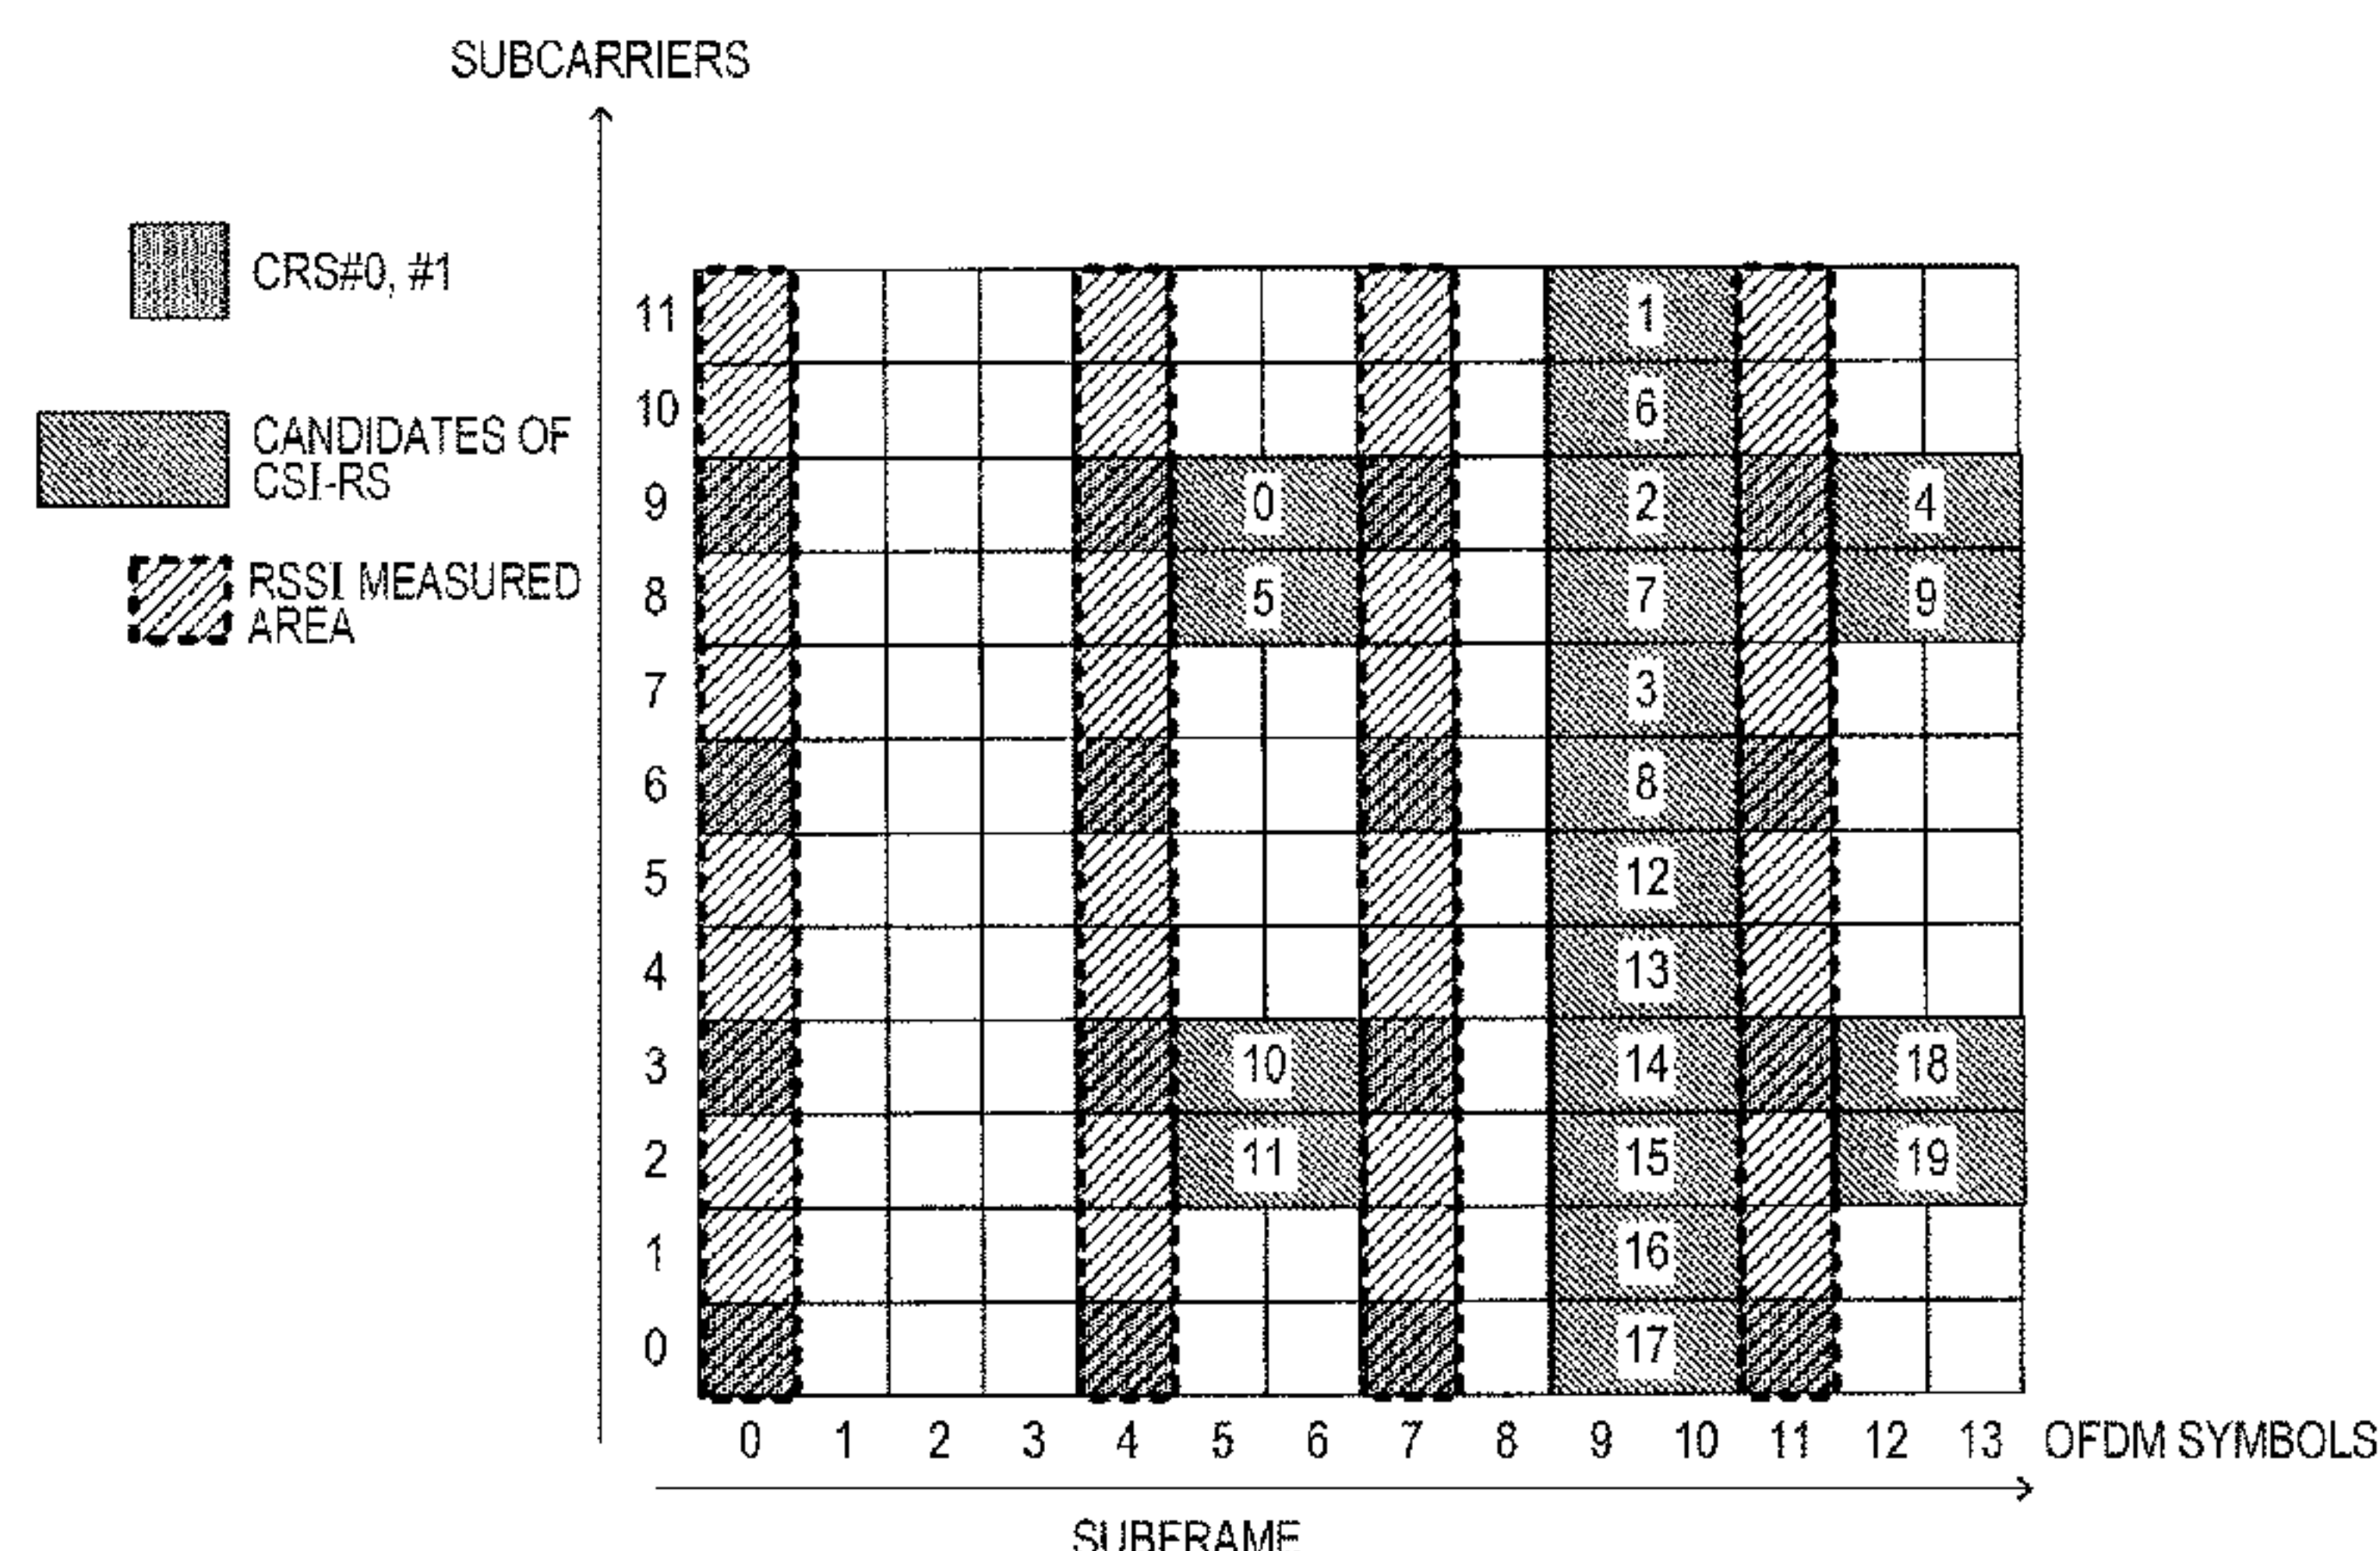 SUBCARRIERS
CRS#0, #1
CANDIDATES OF
CSI-RS
RSSI MEASURED
AREA
11 1
10 6
9 0 2 4
8 5 7 9
7 3
6 8
5 12
4 13
3 10 14 18
2 11 15 19
1 16
0 17
0 1 2 3 4 5 6 7 8 9 10 11 12 13 OFDM SYMBOLS
SUBFRAME